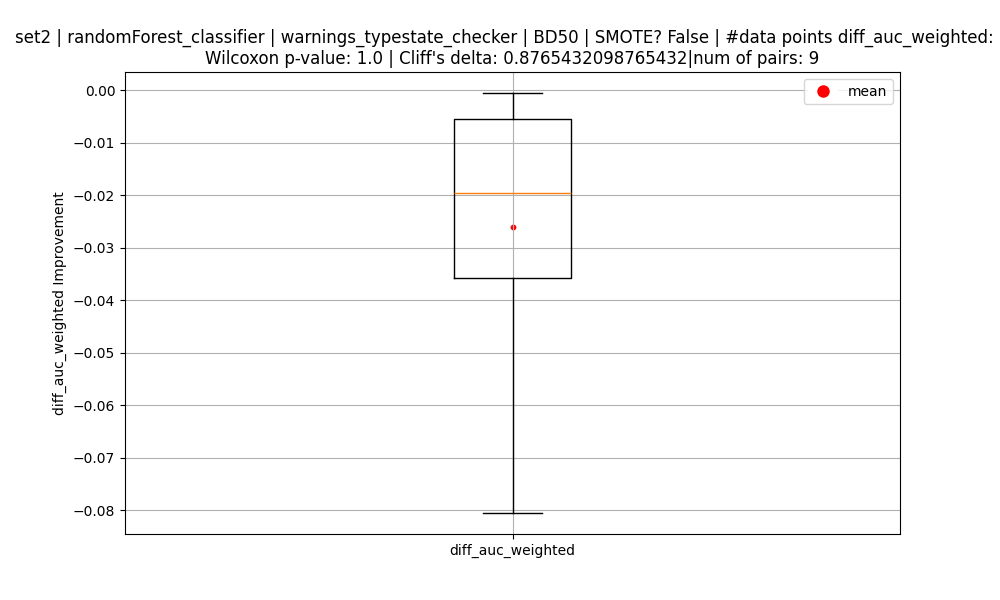 set2 | randomForest_classifier | warnings_typestate_checker | BD50 | SMOTE? False | #data points diff_auc_weighted:
Wilcoxon p-value: 1.0 | Cliff's delta: 0.8765432098765432|num of pairs: 9
mean
0.00
−0.01
−0.02
−0.03
−0.04
−0.05
−0.06
−0.07
−0.08
diff_auc_weighted Improvement
diff_auc_weighted